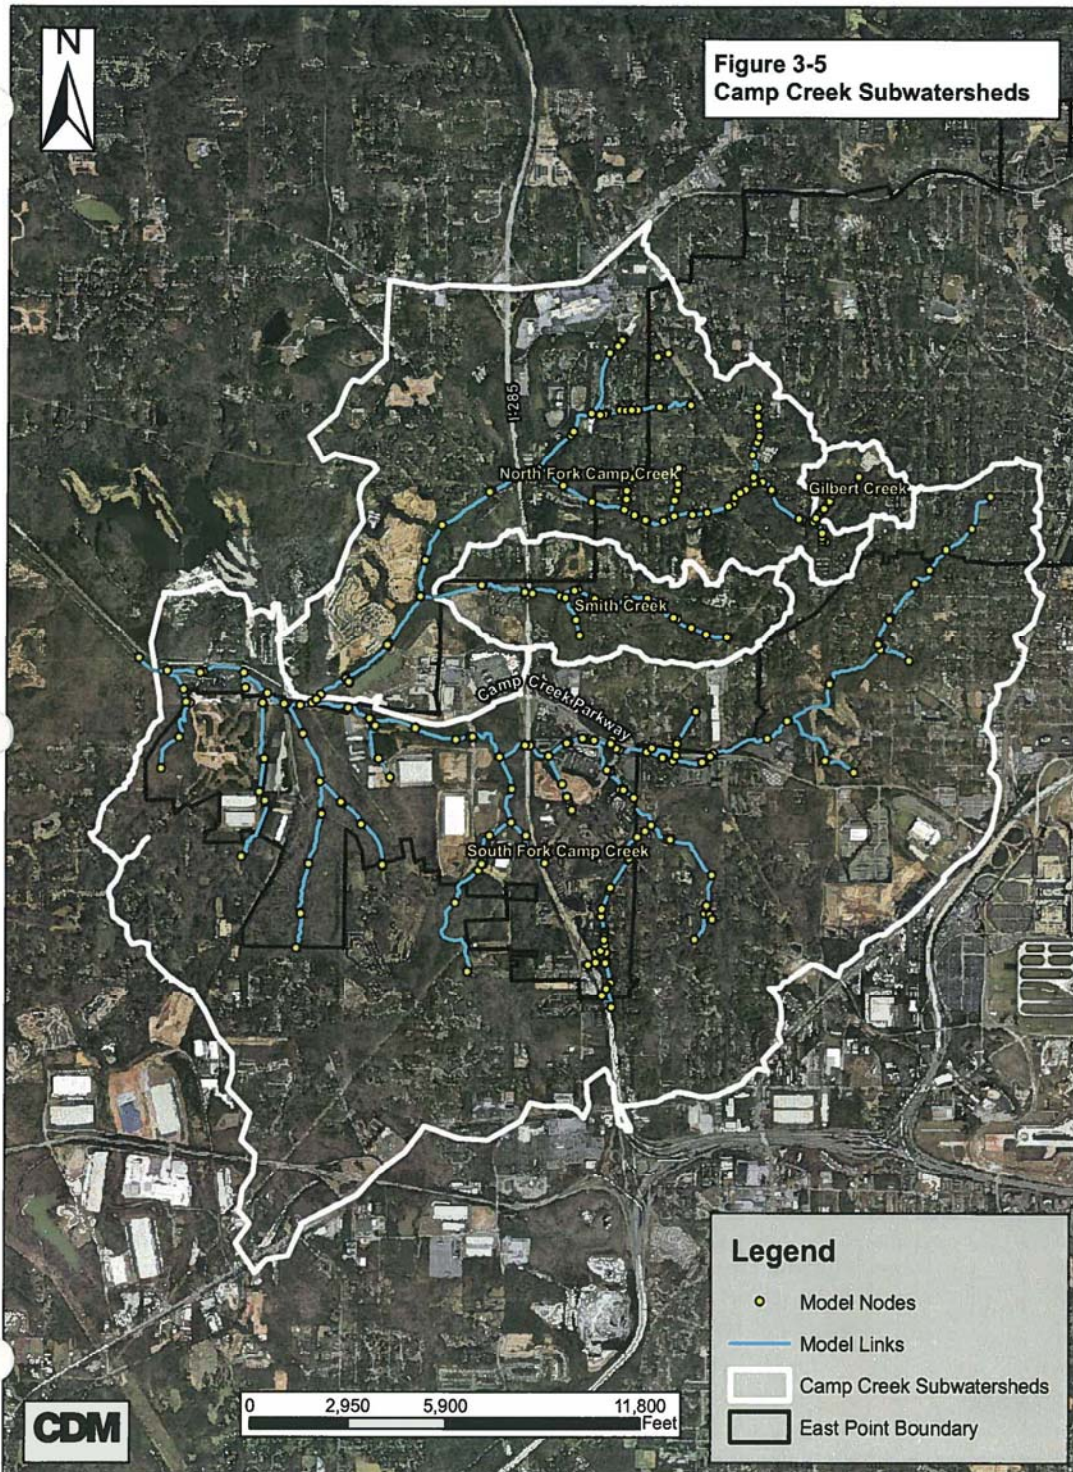 N
Figure 3-5
Camp Creek Subwatersheds
I-285
North Fork Camp Creek
Gilbert Creek
Smith Creek
Camp Creek Parkway
South Fork Camp Creek
Legend
Model Nodes
Model Links
Camp Creek Subwatersheds
East Point Boundary
CDM
0 2,950 5,900 11,800
Feet